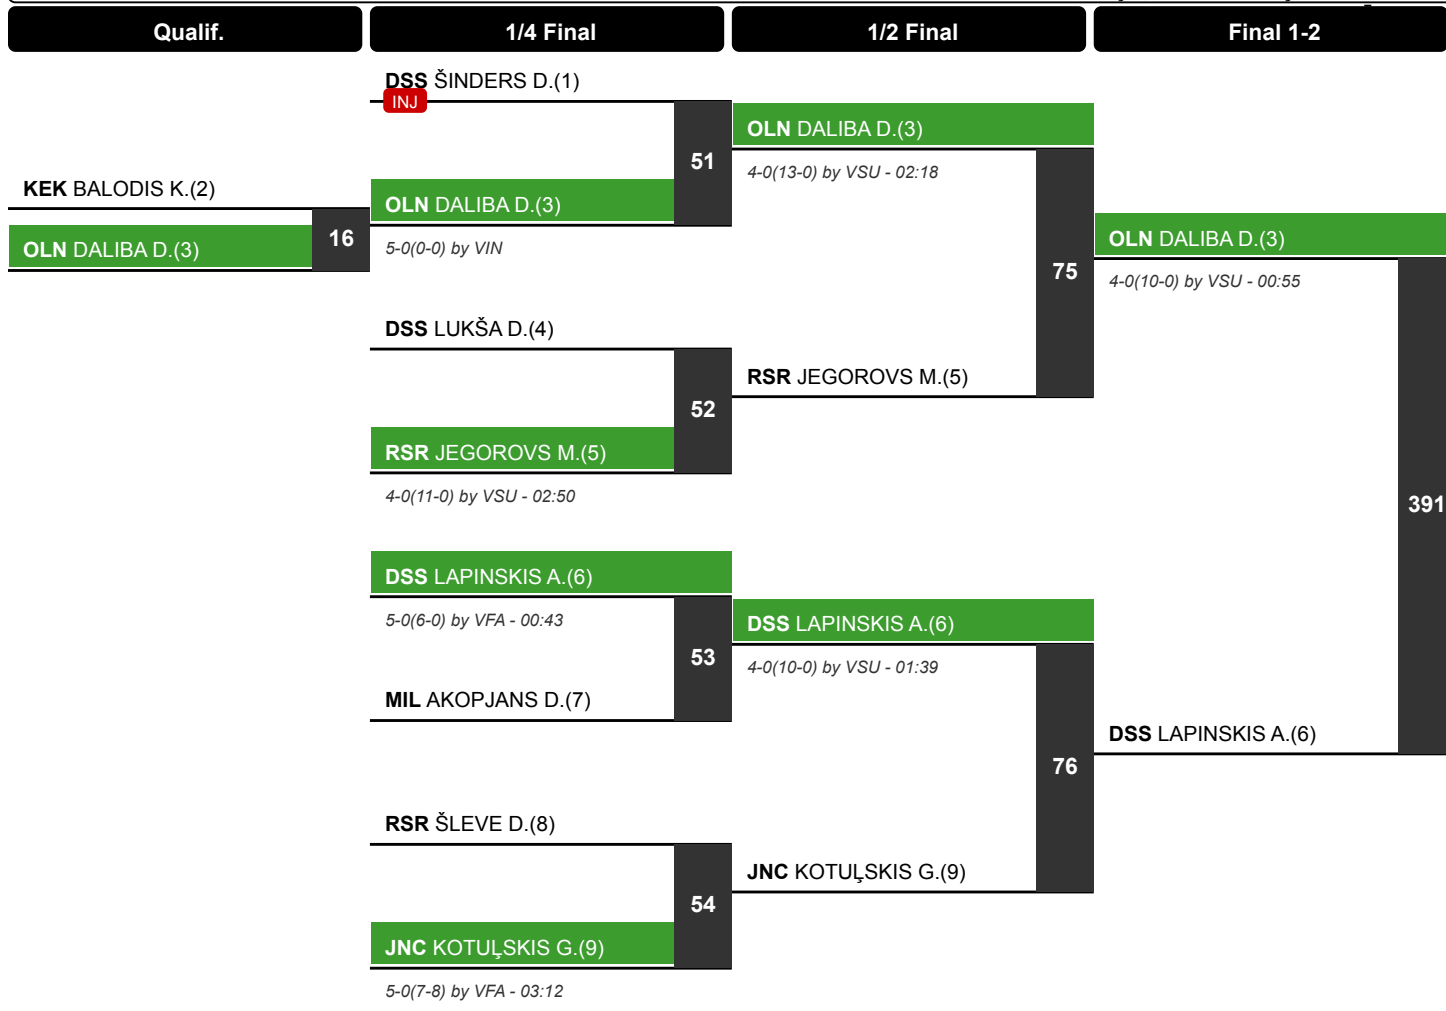 Qualif.
1/4 Final
1/2 Final
Final 1-2
DSS ŠINDERS D.(1)
INJ
OLN DALIBA D.(3)
51
4-0(13-0) by VSU - 02:18
KEK BALODIS K.(2)
OLN DALIBA D.(3)
16
OLN DALIBA D.(3)
5-0(0-0) by VIN
OLN DALIBA D.(3)
75
4-0(10-0) by VSU - 00:55
DSS LUKŠA D.(4)
RSR JEGOROVS M.(5)
52
RSR JEGOROVS M.(5)
4-0(11-0) by VSU - 02:50
391
DSS LAPINSKIS A.(6)
5-0(6-0) by VFA - 00:43
DSS LAPINSKIS A.(6)
53
4-0(10-0) by VSU - 01:39
MIL AKOPJANS D.(7)
DSS LAPINSKIS A.(6)
76
RSR ŠLEVE D.(8)
JNC KOTUĻSKIS G.(9)
54
JNC KOTUĻSKIS G.(9)
5-0(7-8) by VFA - 03:12